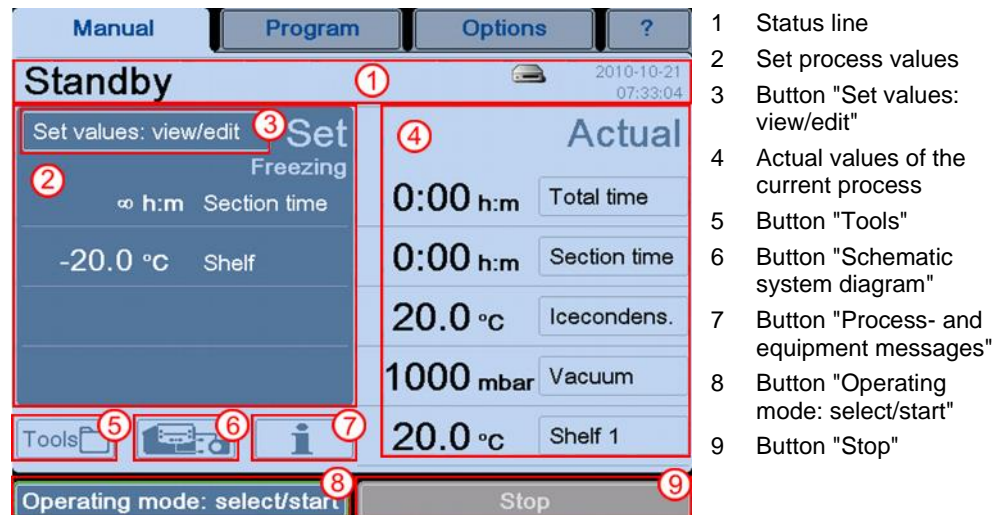 Manual Program Options ?
Standby 1 2010-10-21
07:33:04
Set values: view/edit 3 Set
2 Freezing
∞ h:m Section time
-20.0 °C Shelf
4 Actual
0:00 h:m Total time
0:00 h:m Section time
20.0 °C Icecondens.
1000 mbar Vacuum
20.0 °C Shelf 1
Tools 5 6 i 7
Operating mode: select/start 8 Stop 9
1 Status line
2 Set process values
3 Button "Set values:
view/edit"
4 Actual values of the
current process
5 Button "Tools"
6 Button "Schematic
system diagram"
7 Button "Process- and
equipment messages"
8 Button "Operating
mode: select/start"
9 Button "Stop"